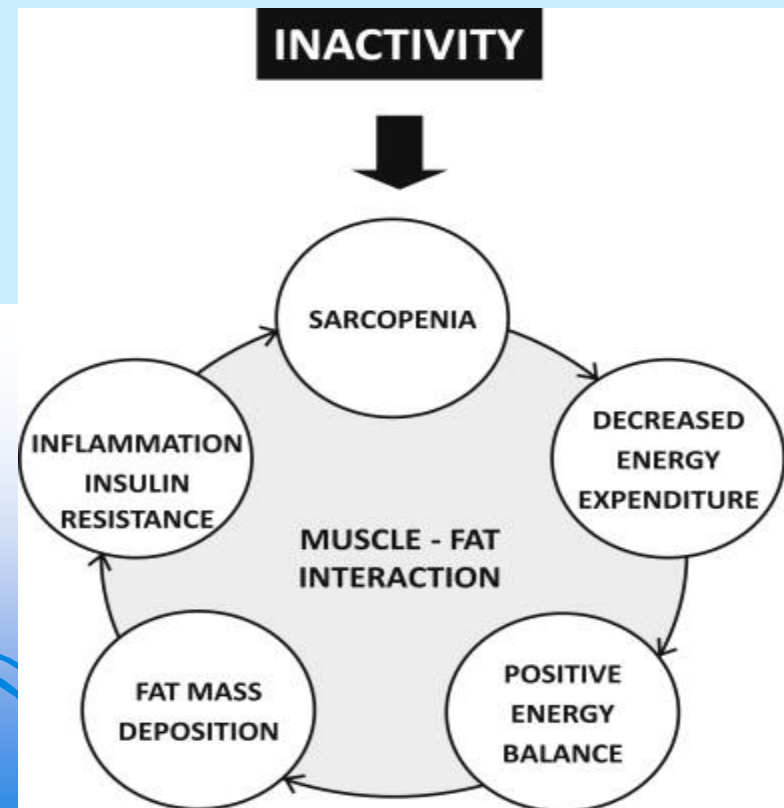 INACTIVITY
SARCOPENIA
DECREASED
ENERGY
EXPENDITURE
POSITIVE
ENERGY
BALANCE
FAT MASS
DEPOSITION
INFLAMMATION
INSULIN
RESISTANCE
MUSCLE - FAT
INTERACTION